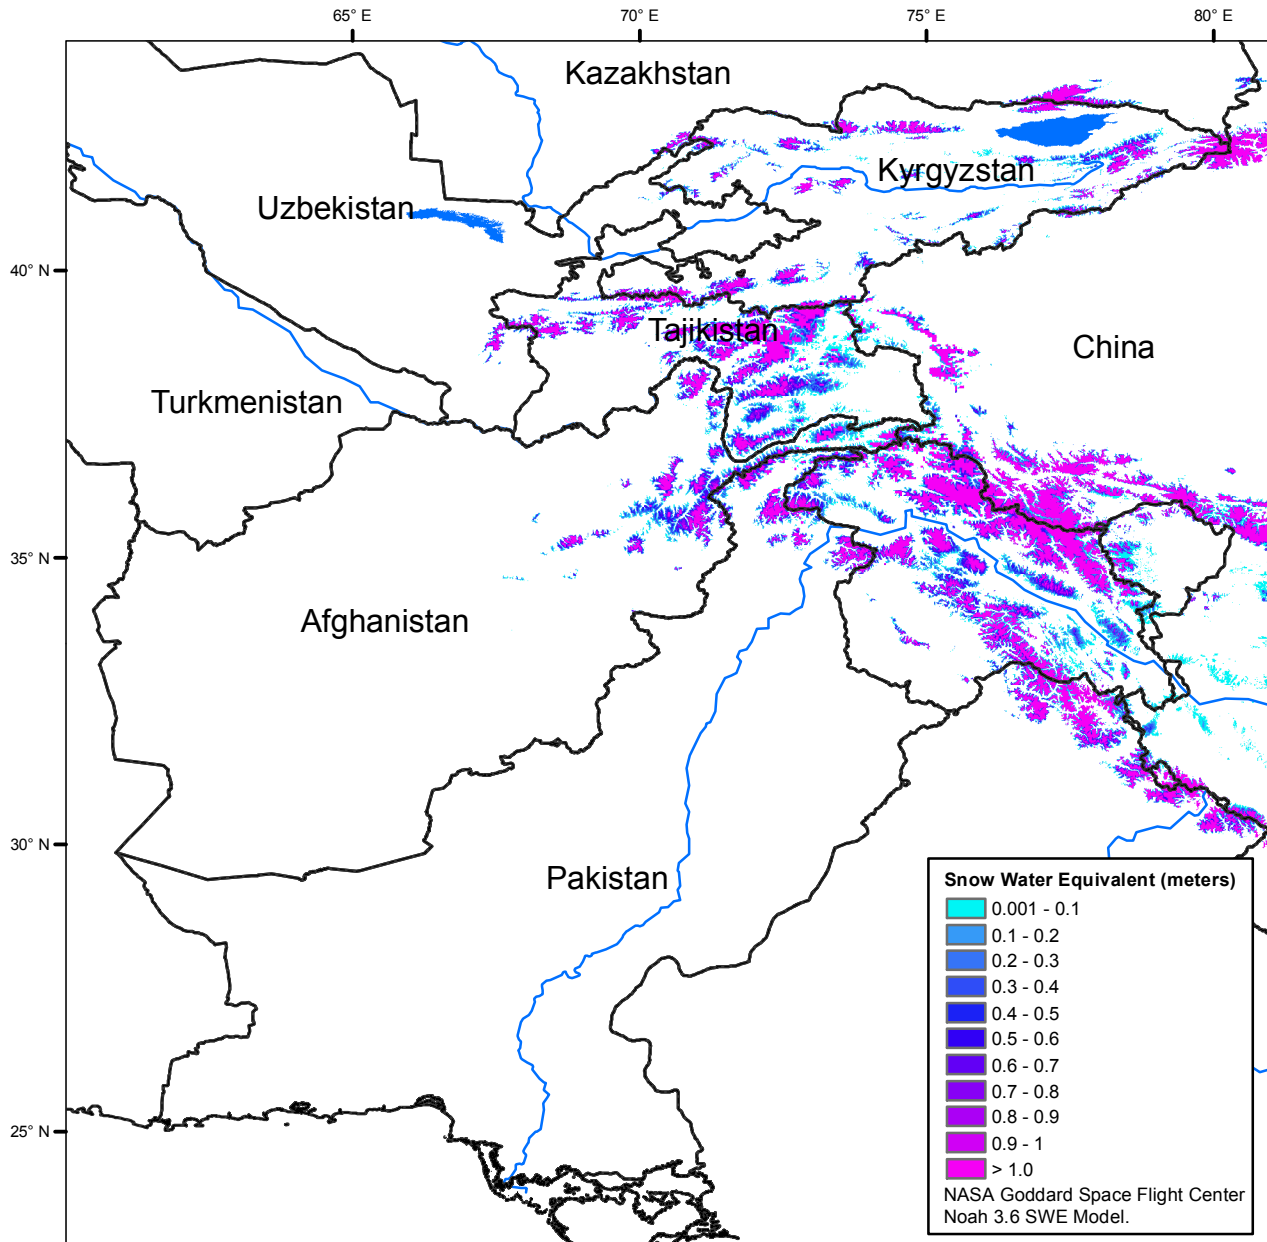 65° E
70° E
75° E
80° E
Kazakhstan
Kyrgyzstan
Uzbekistan
40° N
Tajikistan
China
Turkmenistan
35° N
Afghanistan
30° N
Pakistan
25° N
Snow Water Equivalent (meters)
0.001 - 0.1
0.1 - 0.2
0.2 - 0.3
0.3 - 0.4
0.4 - 0.5
0.5 - 0.6
0.6 - 0.7
0.7 - 0.8
0.8 - 0.9
0.9 - 1
> 1.0
NASA Goddard Space Flight Center
Noah 3.6 SWE Model.